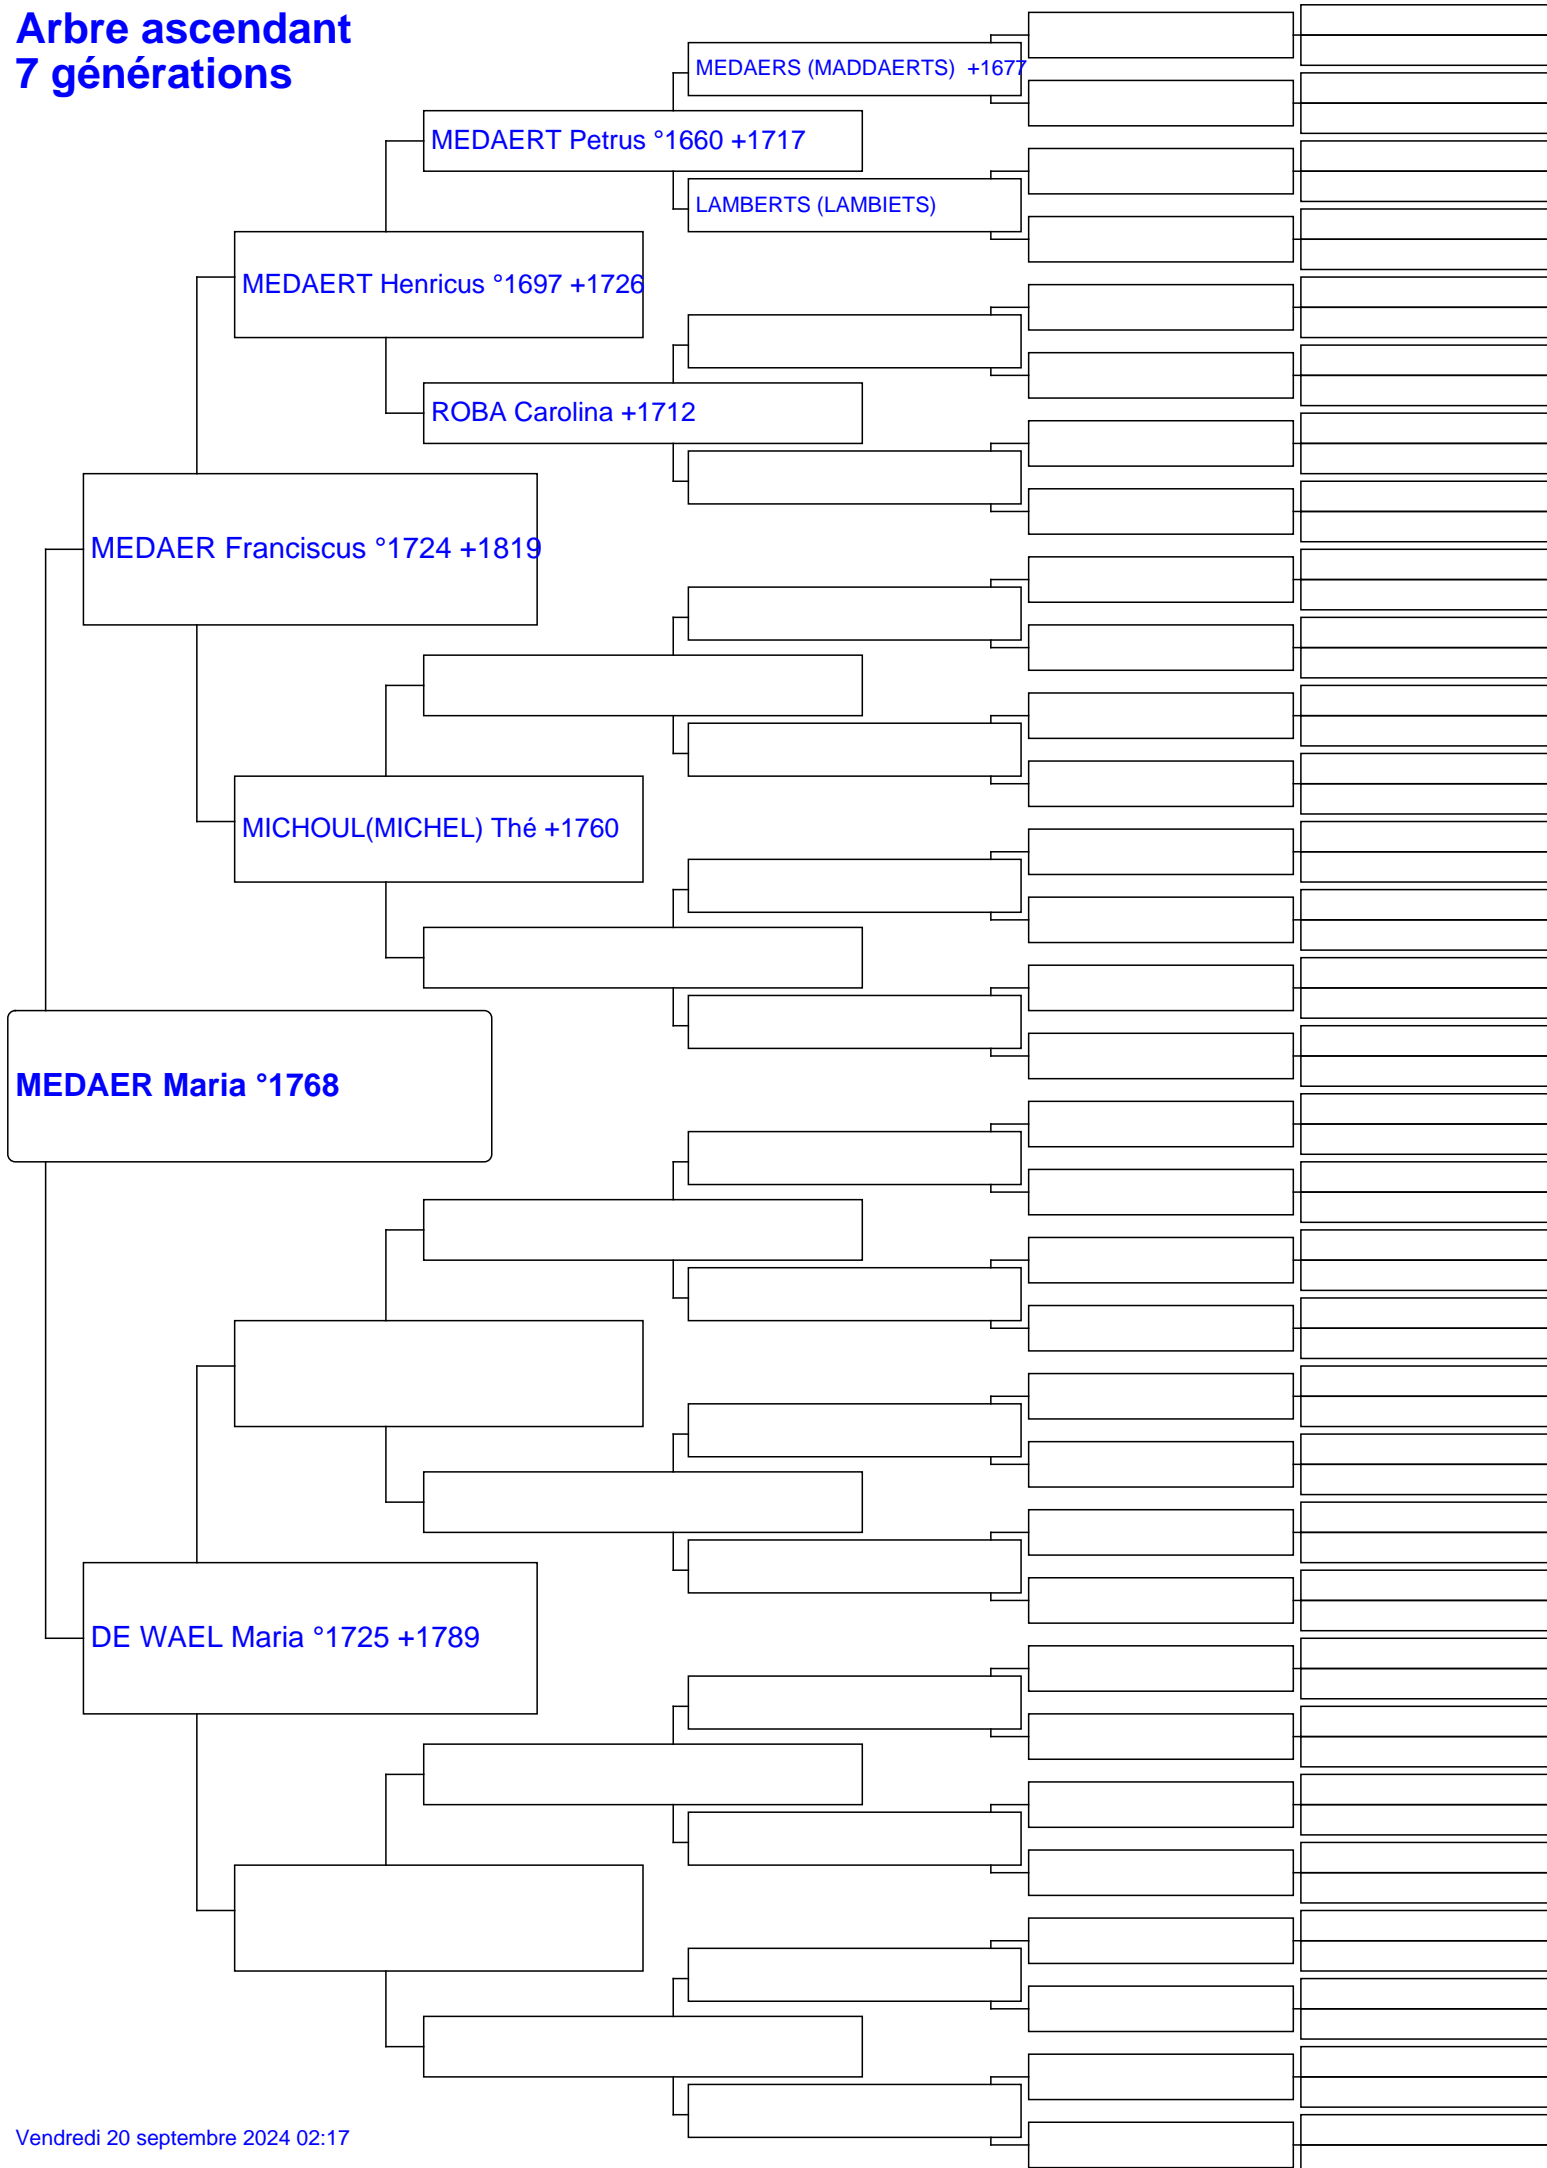 Arbre ascendant
7 générations
MEDAERS (MADDAERTS)  +1677
MEDAERT Petrus °1660 +1717
LAMBERTS (LAMBIETS)
MEDAERT Henricus °1697 +1726
ROBA Carolina +1712
MEDAER Franciscus °1724 +1819
MICHOUL(MICHEL) Thé +1760
MEDAER Maria °1768
DE WAEL Maria °1725 +1789
Vendredi 20 septembre 2024 02:17